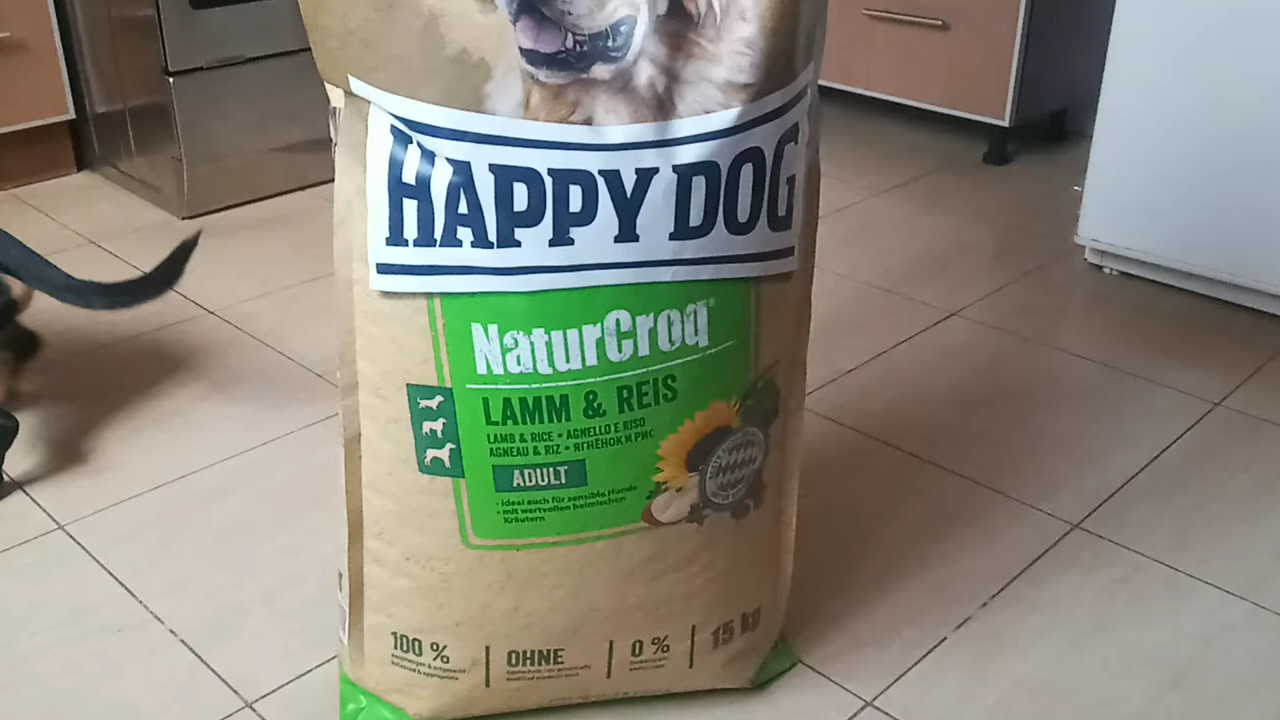 HAPPY DOG
NaturCroq
LAMM & REIS
LAMB & RICE • AGNELLO E RISO
AGNEAU & RIZ • ЯГНЁНОК И РИС
ADULT
• ideal auch für sensible Hunde
• mit wertvollen heimischen
Kräutern
100 %
OHNE
0 %
15 kg